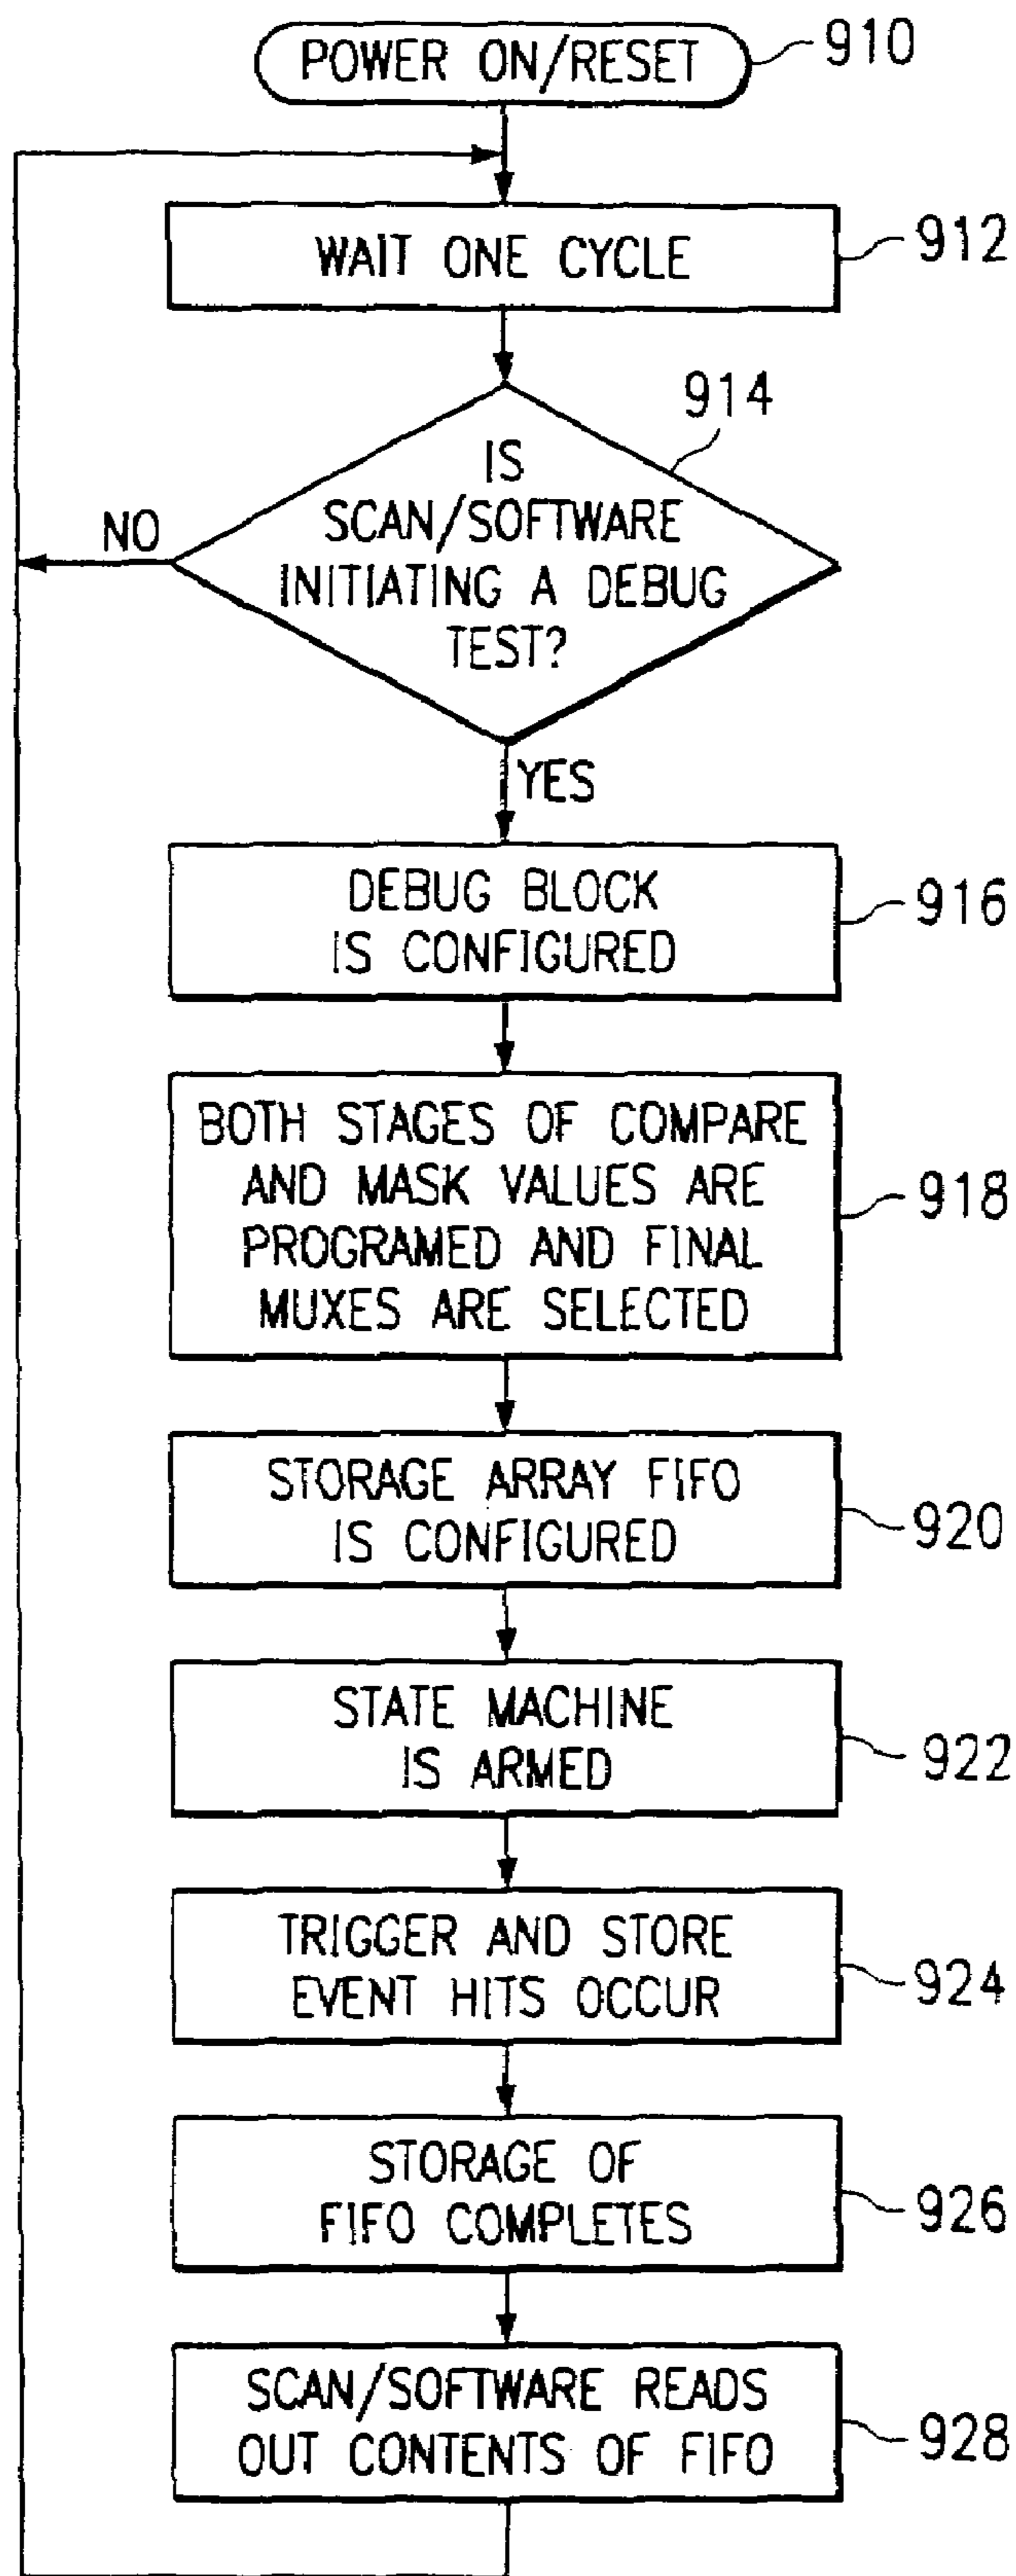 POWER ON/RESET
910
WAIT ONE CYCLE
912
914
IS
SCAN/SOFTWARE
INITIATING A DEBUG
TEST?
NO
YES
DEBUG BLOCK
IS CONFIGURED
916
BOTH STAGES OF COMPARE
AND MASK VALUES ARE
PROGRAMED AND FINAL
MUXES ARE SELECTED
918
STORAGE ARRAY FIFO
IS CONFIGURED
920
STATE MACHINE
IS ARMED
922
TRIGGER AND STORE
EVENT HITS OCCUR
924
STORAGE OF
FIFO COMPLETES
926
SCAN/SOFTWARE READS
OUT CONTENTS OF FIFO
928